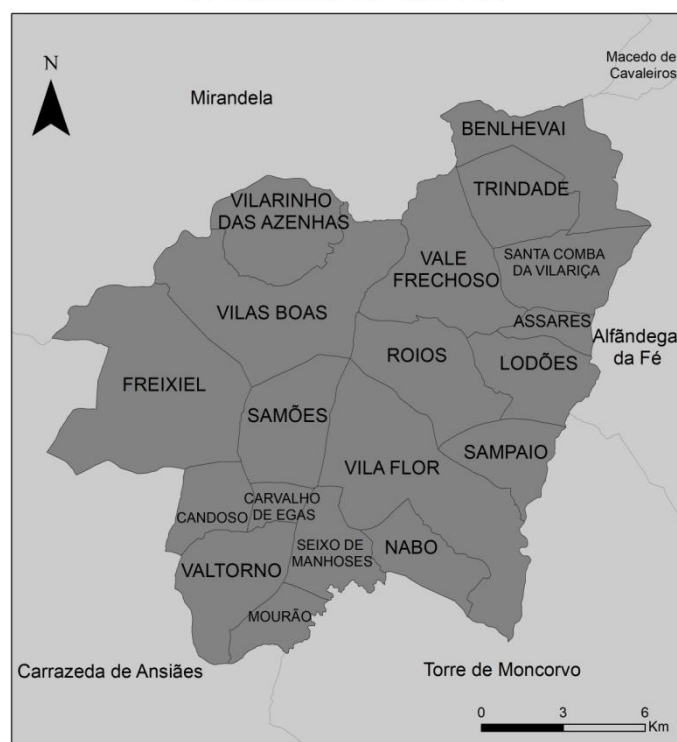 Macedo de
Cavaleiros
N
Mirandela
BENLHEVAI
TRINDADE
VILARINHO
DAS AZENHAS
SANTA COMBA
DA VILARIÇA
VALE
FRECHOSO
VILAS BOAS
ASSARES
Alfãndega
da Fé
ROIOS
LODÕES
FREIXIEL
SAMÕES
SAMPAIO
VILA FLOR
CARVALHO
DE EGAS
CANDOSO
SEIXO DE
MANHOSES
NABO
VALTORNO
MOURÃO
Carrazeda de Ansiães
Torre de Moncorvo
0 3 6
Km